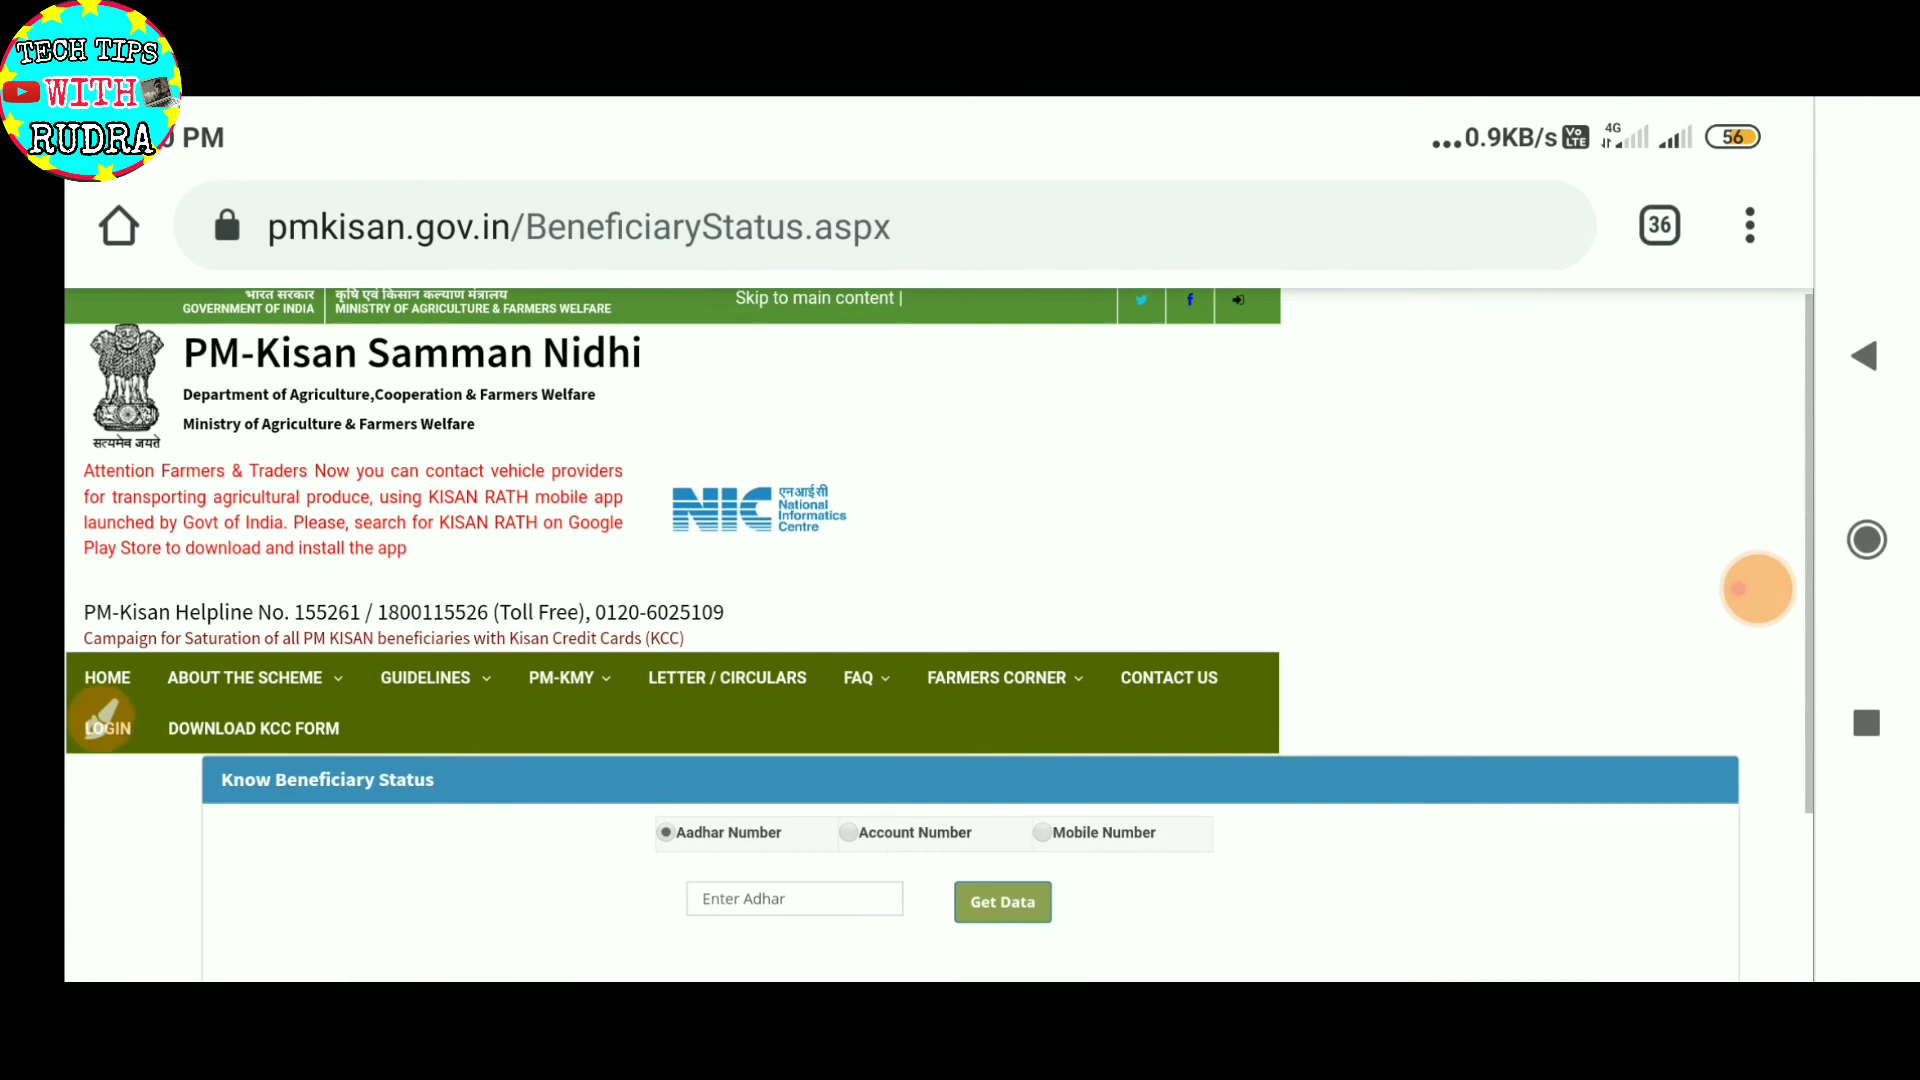 TECH TIPS
WITH
RUDRA
PM
...0.9KB/s Vo LTE 4G 56
pmkisan.gov.in/BeneficiaryStatus.aspx
36
भारत सरकार
कृषि एवं किसान कल्याण मंत्रालय
Skip to main content |
GOVERNMENT OF INDIA
MINISTRY OF AGRICULTURE & FARMERS WELFARE
PM-Kisan Samman Nidhi
Department of Agriculture,Cooperation & Farmers Welfare
Ministry of Agriculture & Farmers Welfare
सत्यमेव जयते
Attention Farmers & Traders Now you can contact vehicle providers
for transporting agricultural produce, using KISAN RATH mobile app
launched by Govt of India. Please, search for KISAN RATH on Google
Play Store to download and install the app
NIC
एनआईसी
National
Informatics
Centre
PM-Kisan Helpline No. 155261 / 1800115526 (Toll Free), 0120-6025109
Campaign for Saturation of all PM KISAN beneficiaries with Kisan Credit Cards (KCC)
HOME ABOUT THE SCHEME GUIDELINES PM-KMY LETTER / CIRCULARS FAQ FARMERS CORNER CONTACT US
LOGIN DOWNLOAD KCC FORM
Know Beneficiary Status
Aadhar Number Account Number Mobile Number
Enter Adhar Get Data